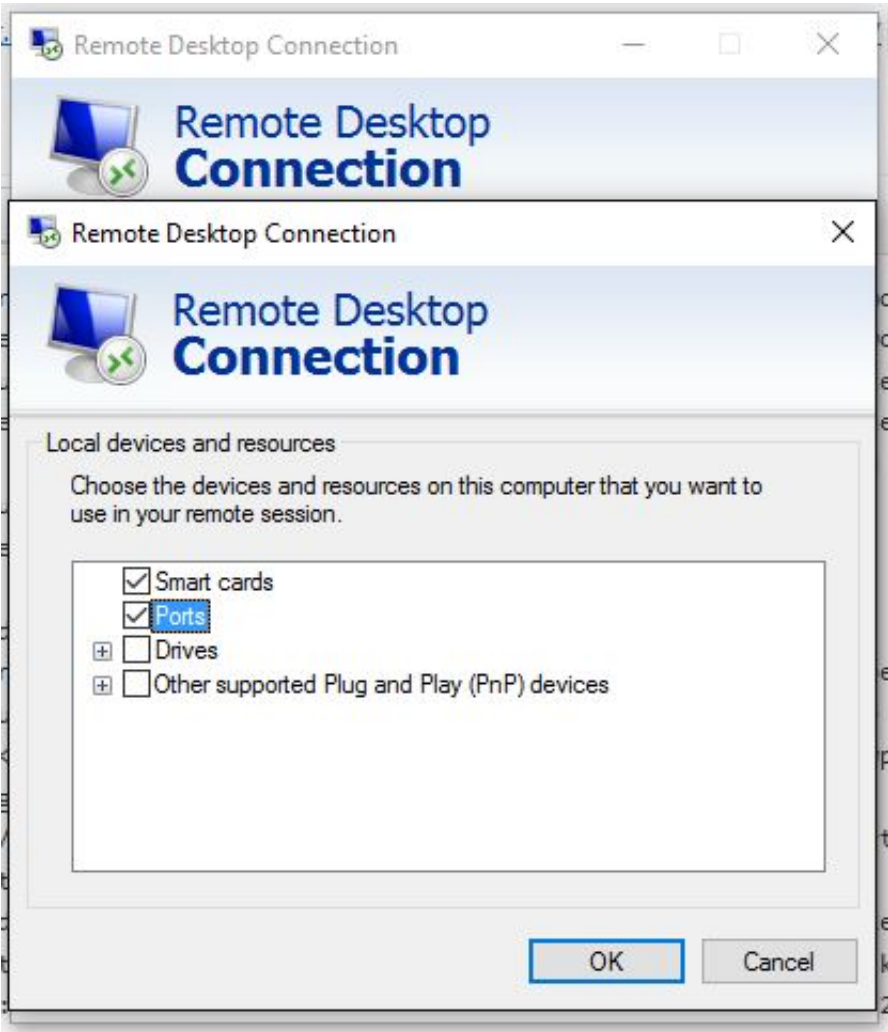 Remote Desktop Connection
Remote Desktop
Connection
Remote Desktop Connection
Remote Desktop
Connection
Local devices and resources
Choose the devices and resources on this computer that you want to
use in your remote session.
Smart cards
Ports
Drives
Other supported Plug and Play (PnP) devices
OK
Cancel